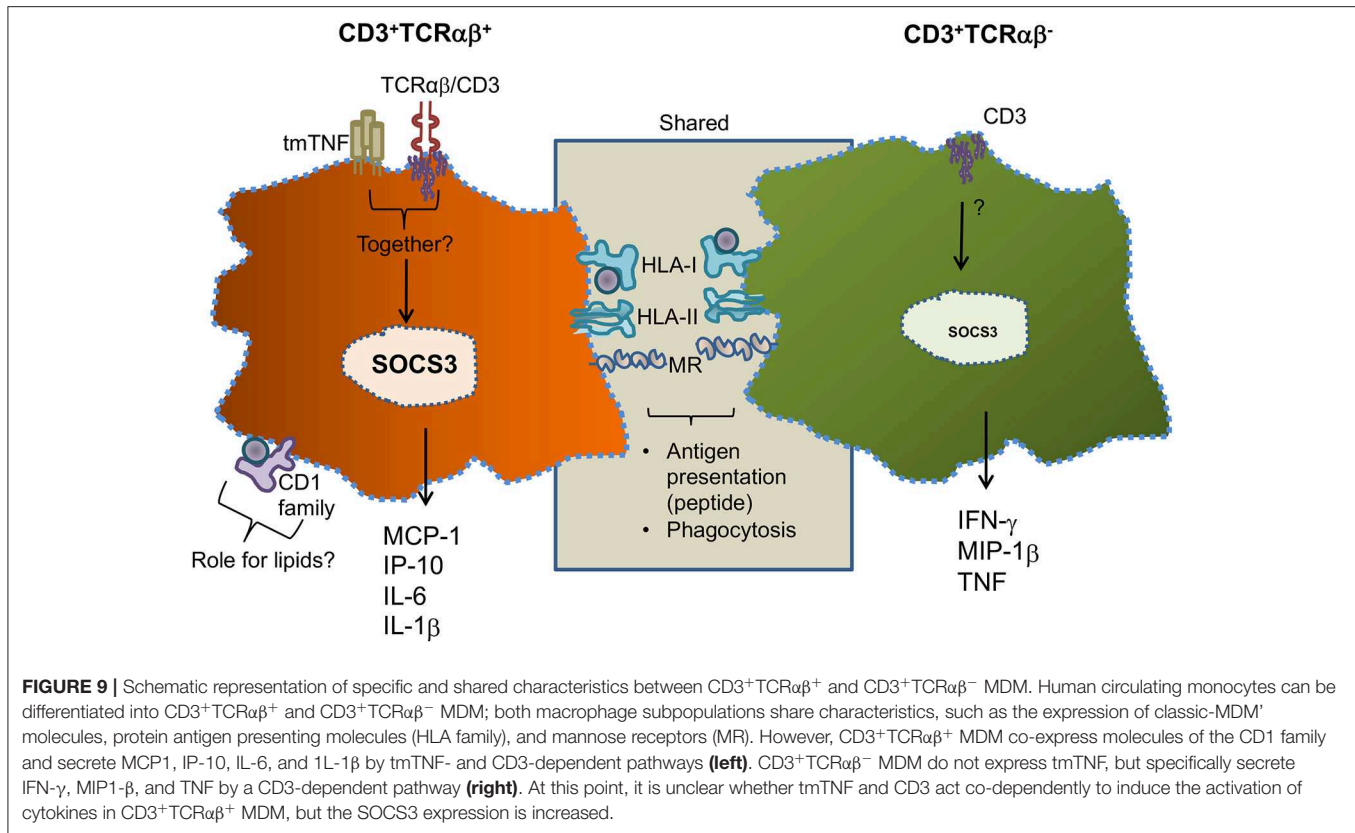 CD3⁺TCRαβ⁺
CD3⁺TCRαβ⁻
TCRαβ/CD3
tmTNF
Together?
SOCS3
CD1
family
Role for lipids?
MCP-1
IP-10
IL-6
IL-1β
Shared
HLA-I
HLA-II
MR
• Antigen
presentation
(peptide)
• Phagocytosis
CD3
?
SOCS3
IFN-γ
MIP-1β
TNF
FIGURE 9 | Schematic representation of specific and shared characteristics between CD3⁺TCRαβ⁺ and CD3⁺TCRαβ⁻ MDM. Human circulating monocytes can be
differentiated into CD3⁺TCRαβ⁺ and CD3⁺TCRαβ⁻ MDM; both macrophage subpopulations share characteristics, such as the expression of classic-MDM'
molecules, protein antigen presenting molecules (HLA family), and mannose receptors (MR). However, CD3⁺TCRαβ⁺ MDM co-express molecules of the CD1 family
and secrete MCP1, IP-10, IL-6, and 1L-1β by tmTNF- and CD3-dependent pathways (left). CD3⁺TCRαβ⁻ MDM do not express tmTNF, but specifically secrete
IFN-γ, MIP1-β, and TNF by a CD3-dependent pathway (right). At this point, it is unclear whether tmTNF and CD3 act co-dependently to induce the activation of
cytokines in CD3⁺TCRαβ⁺ MDM, but the SOCS3 expression is increased.